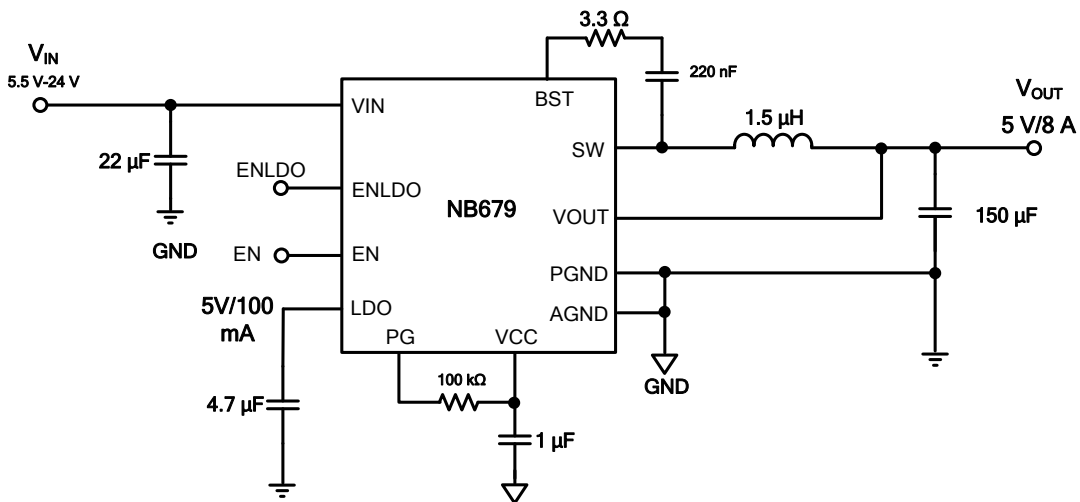 3.3 Ω
V_IN
5.5 V-24 V
220 nF
VIN
BST
V_OUT
5 V/8 A
1.5 µH
22 µF
SW
ENLDO
ENLDO
NB679
VOUT
150 µF
GND
EN
EN
PGND
5V/100
mA
LDO
AGND
PG
VCC
GND
100 kΩ
4.7 µF
1 µF